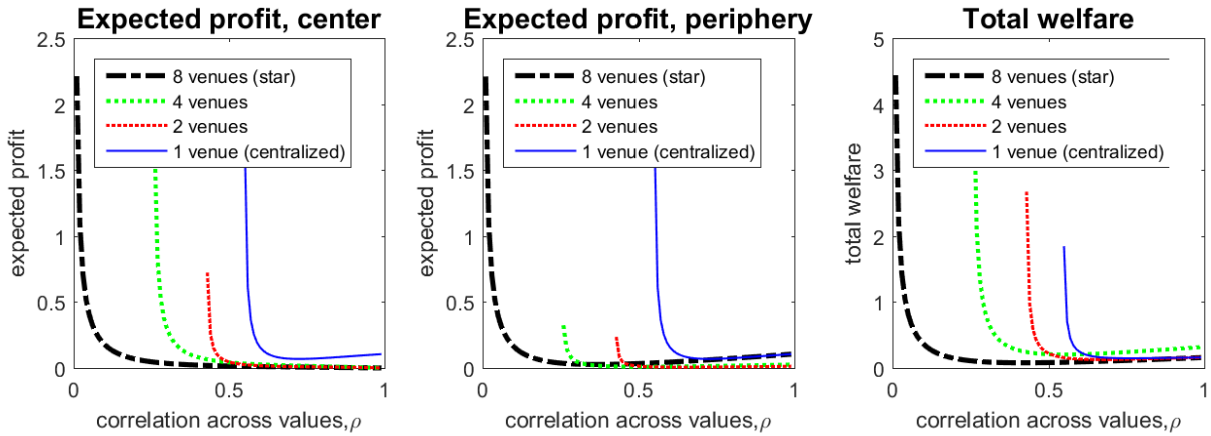 Expected profit, center
2.5
2
1.5
1
0.5
0
expected profit
8 venues (star)
4 venues
2 venues
1 venue (centralized)
0
0.5
1
correlation across values,ρ
Expected profit, periphery
2.5
2
1.5
1
0.5
0
expected profit
8 venues (star)
4 venues
2 venues
1 venue (centralized)
0
0.5
1
correlation across values,ρ
Total welfare
5
4
3
2
1
0
total welfare
8 venues (star)
4 venues
2 venues
1 venue (centralized)
0
0.5
1
correlation across values,ρ